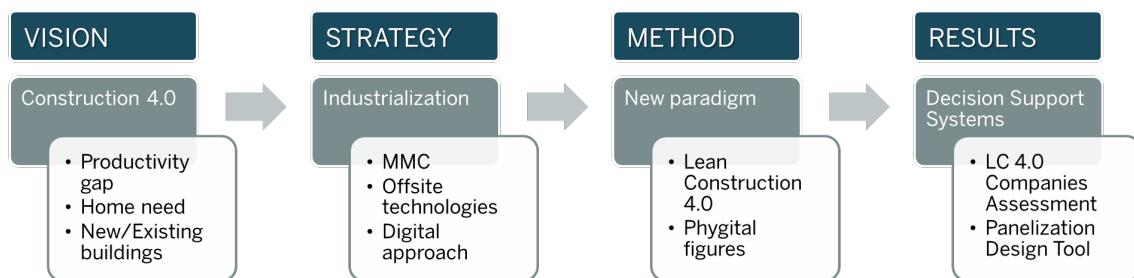 VISION
Construction 4.0
• Productivity
gap
• Home need
• New/Existing
buildings
STRATEGY
Industrialization
• MMC
• Offsite
technologies
• Digital
approach
METHOD
New paradigm
• Lean
Construction
4.0
• Phygital
figures
RESULTS
Decision Support
Systems
• LC 4.0
Companies
Assessment
• Panelization
Design Tool